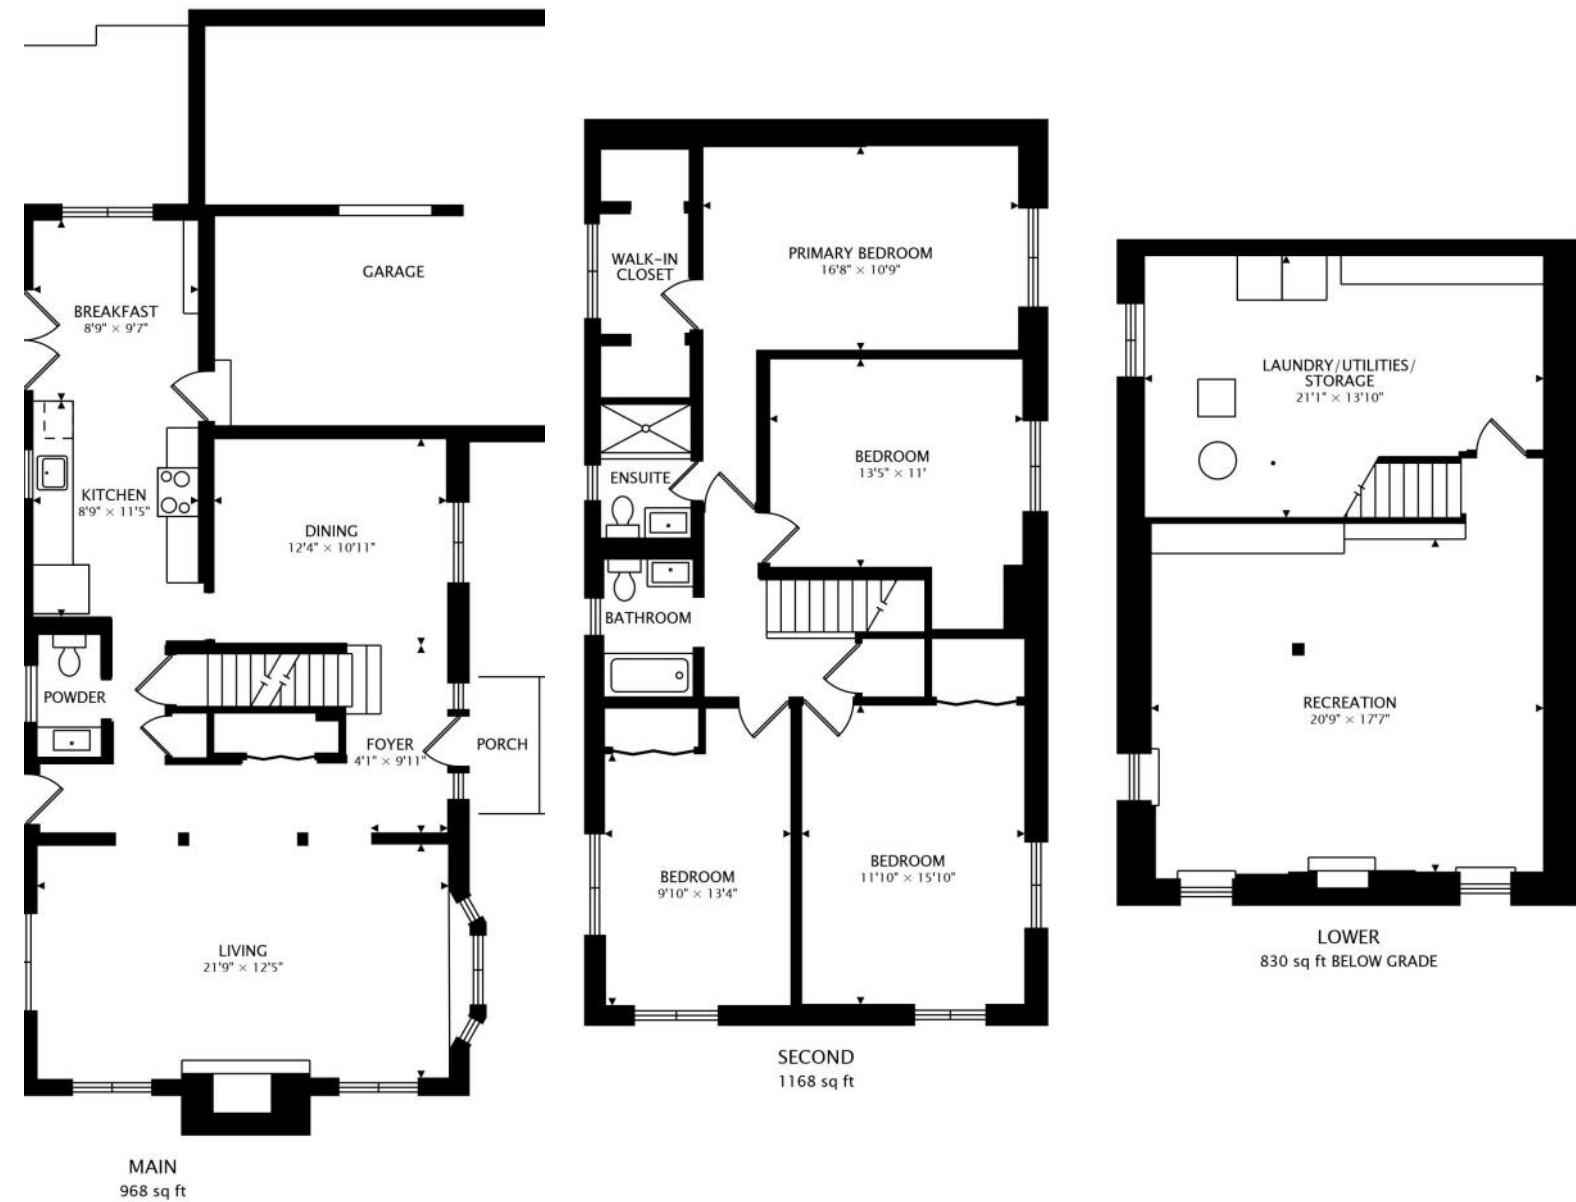 GARAGE
BREAKFAST
8'9" × 9'7"
KITCHEN
8'9" × 11'5"
DINING
12'4" × 10'11"
POWDER
FOYER
4'1" × 9'11"
PORCH
LIVING
21'9" × 12'5"
MAIN
968 sq ft
WALK-IN
CLOSET
PRIMARY BEDROOM
16'8" × 10'9"
BEDROOM
13'5" × 11'
ENSUITE
BATHROOM
BEDROOM
9'10" × 13'4"
BEDROOM
11'10" × 15'10"
SECOND
1168 sq ft
LAUNDRY/UTILITIES/
STORAGE
21'1" × 13'10"
RECREATION
20'9" × 17'7"
LOWER
830 sq ft BELOW GRADE